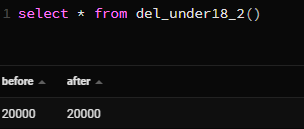 1 select * from del_under18_2()
before after
20000 20000